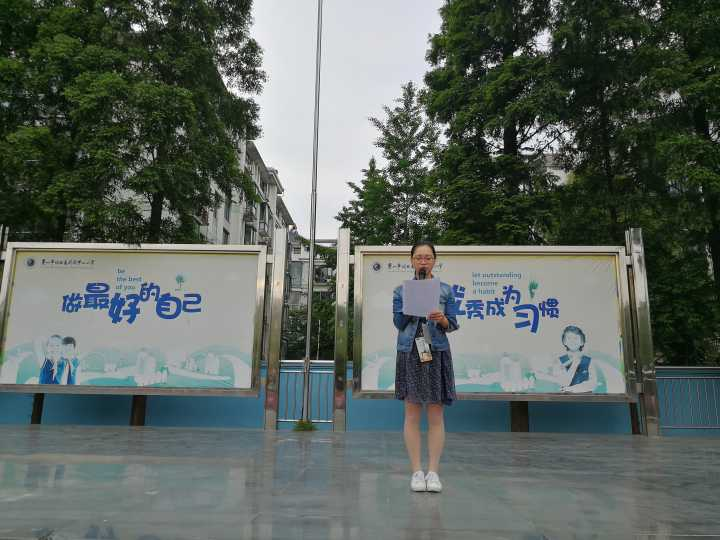 be
the best
of you
做最好的自己
let outstanding
become
a habit
秀成为习惯